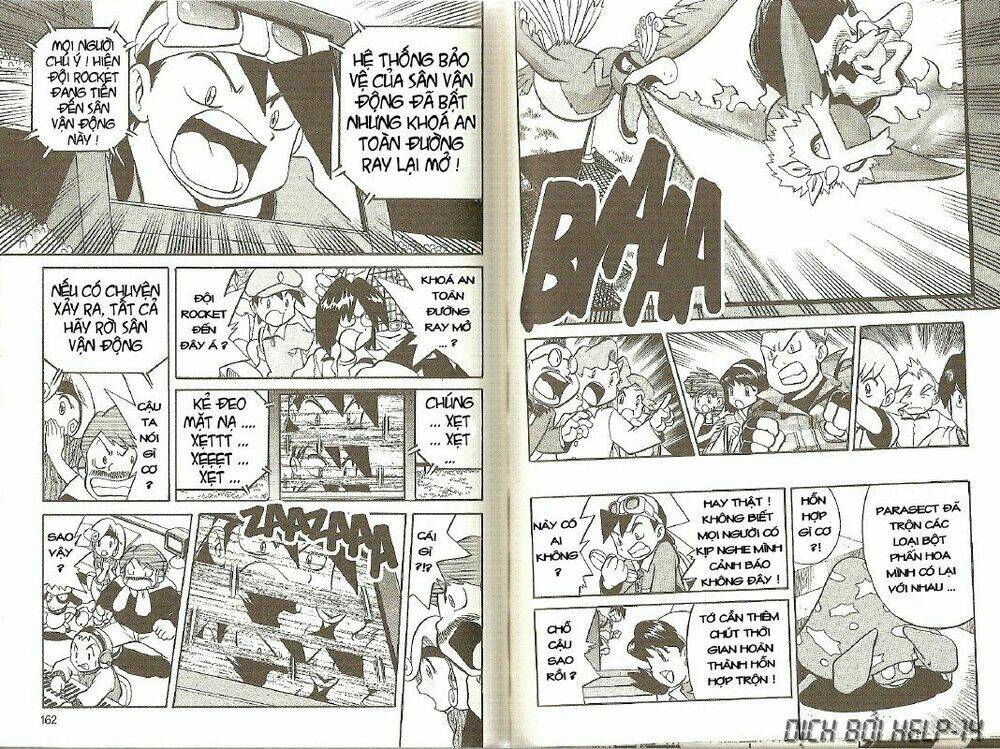 BWAAAA
PARASECT ĐÃ
TRỘN CÁC
LOẠI BỘT
PHẤN HOA
MÌNH CÓ LẠI
VỚI NHAU ...
HỖN
HỢP
GÌ CƠ
?!
HAY THẬT !
KHÔNG BIẾT
MỌI NGƯỜI CÓ
KỊP NGHE MÌNH
CẢNH BÁO
KHÔNG ĐÂY !
NÀY CÓ
AI
KHÔNG
?
TỚ CẦN THÊM
CHÚT THỜI
GIAN HOÀN
THÀNH HỖN
HỢP TRỘN !
CHỖ
CẬU SAO
RỒI
?
HỆ THỐNG BẢO
VỆ CỦA SÂN VẬN
ĐỘNG ĐÃ BẬT
NHƯNG KHOÁ AN
TOÀN ĐƯỜNG
RAY LẠI MỞ !
MỌI NGƯỜI
CHÚ Ý ! HIỆN
ĐỘI ROCKET
ĐANG TIẾN
ĐẾN SÂN
VẬN ĐỘNG
NÀY !
KHOÁ AN
TOÀN
ĐƯỜNG
RAY MỞ
... ?
ĐỘI
ROCKET
ĐẾN
ĐÂY Á
?
NẾU CÓ CHUYỆN
XẢY RA, TẤT CẢ
HÃY RỜI SÂN
VẬN ĐỘNG
CẬU
TA
NÓI
GÌ CƠ
?
CHÚNG
... XẸT
... XẸT
...
KẺ ĐEO
MẶT NẠ ....
XẸTTT ....
XẸẸẸẸT ...
XẸT ...
CÁI
GÌ
?!?
ZAAZAAA
SAO
VẬY ?
162
DỊCH BỞI HELP-14